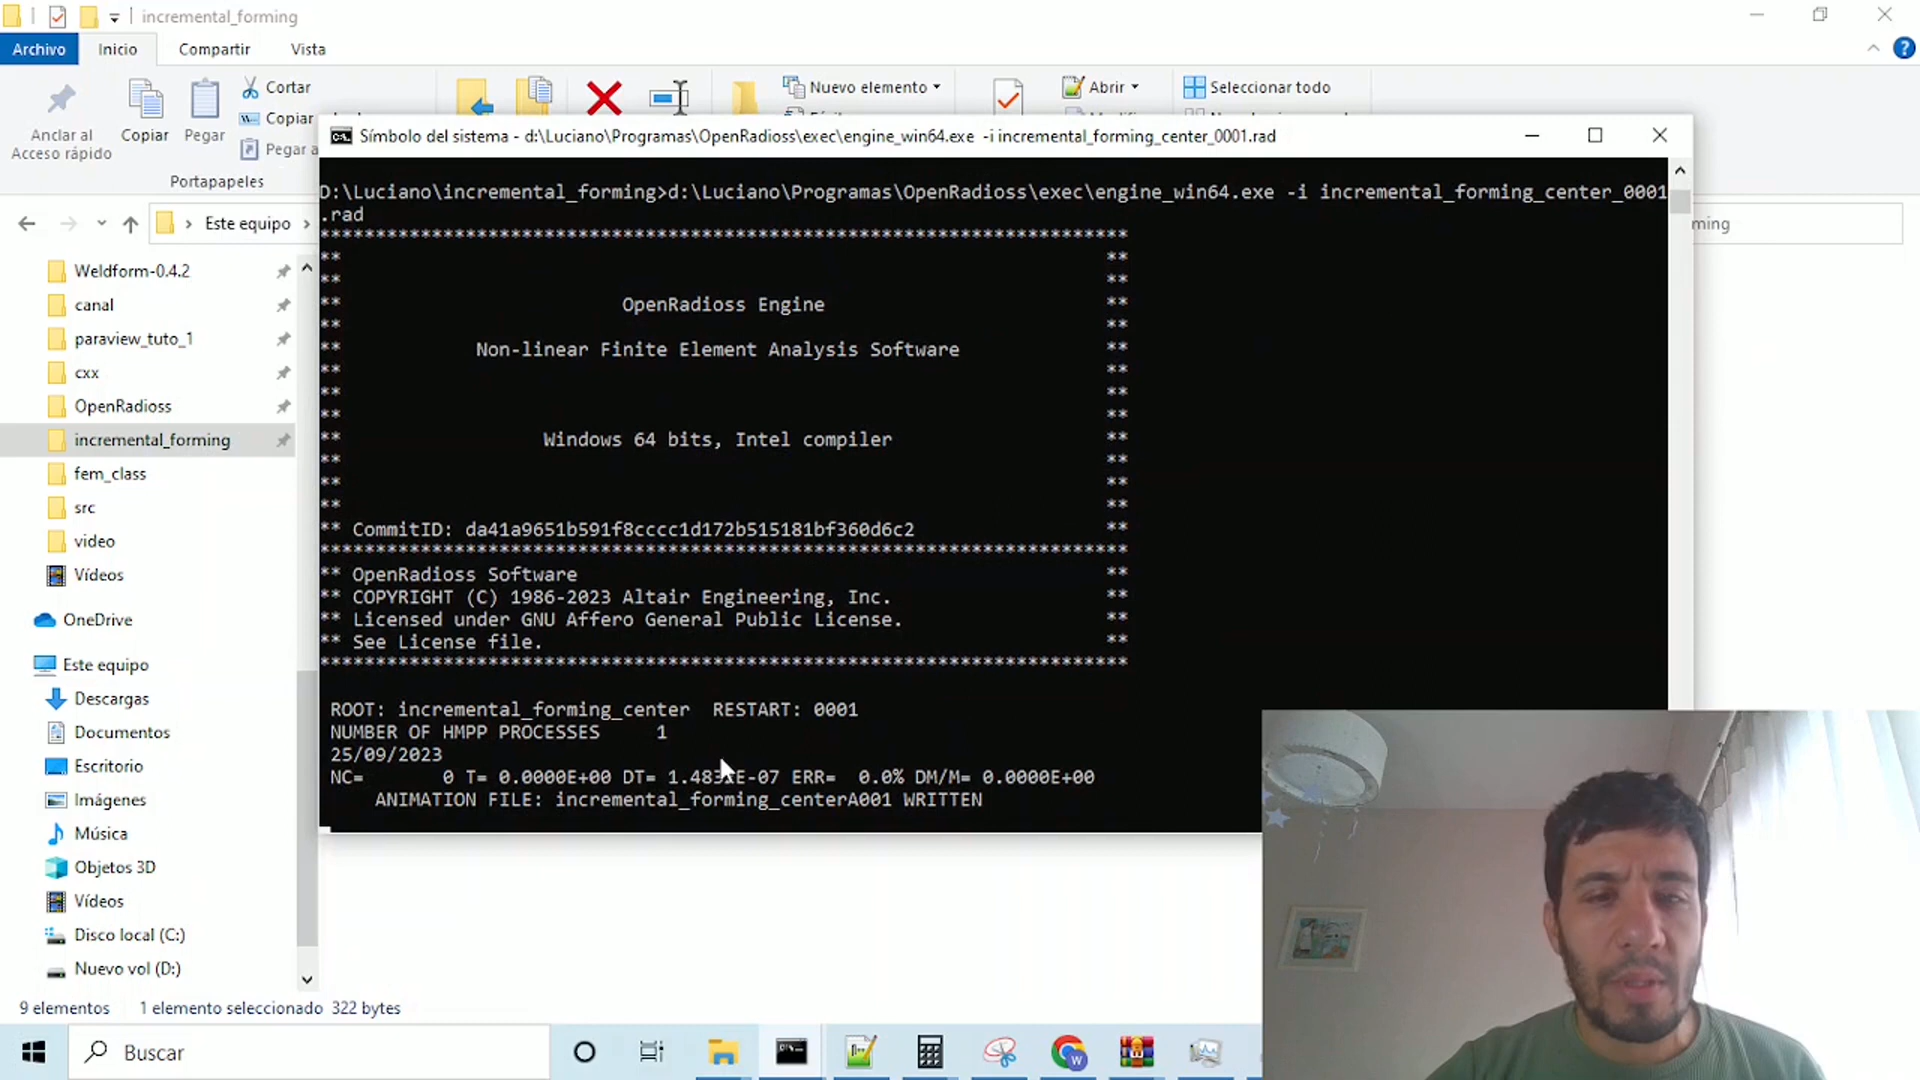 incremental_forming
Archivo
Inicio
Compartir
Vista
Cortar
Copiar
Nuevo elemento
Abrir
Seleccionar todo
Anclar al
Acceso rápido
Copiar
Pegar
Pegar a
Portapapeles
Símbolo del sistema - d:\Luciano\Programas\OpenRadioss\exec\engine_win64.exe -i incremental_forming_center_0001.rad
D:\Luciano\incremental_forming>d:\Luciano\Programas\OpenRadioss\exec\engine_win64.exe -i incremental_forming_center_0001
.rad
************************************************************************
** **
** **
** OpenRadioss Engine **
** **
** Non-linear Finite Element Analysis Software **
** **
** **
** **
** Windows 64 bits, Intel compiler **
** **
** **
** **
** CommitID: da41a9651b591f8cccc1d172b515181bf360d6c2 **
************************************************************************
** OpenRadioss Software **
** COPYRIGHT (C) 1986-2023 Altair Engineering, Inc. **
** Licensed under GNU Affero General Public License. **
** See License file. **
************************************************************************
ROOT: incremental_forming_center RESTART: 0001
NUMBER OF HMPP PROCESSES 1
25/09/2023
NC= 0 T= 0.0000E+00 DT= ERR= 0.0% DM/M= 0.0000E+00
ANIMATION FILE: incremental_forming_centerA001 WRITTEN
Este equipo
Weldform-0.4.2
canal
paraview_tuto_1
cxx
OpenRadioss
incremental_forming
fem_class
src
video
Vídeos
OneDrive
Este equipo
Descargas
Documentos
Escritorio
Imágenes
Música
Objetos 3D
Vídeos
Disco local (C:)
Nuevo vol (D:)
9 elementos 1 elemento seleccionado 322 bytes
Buscar